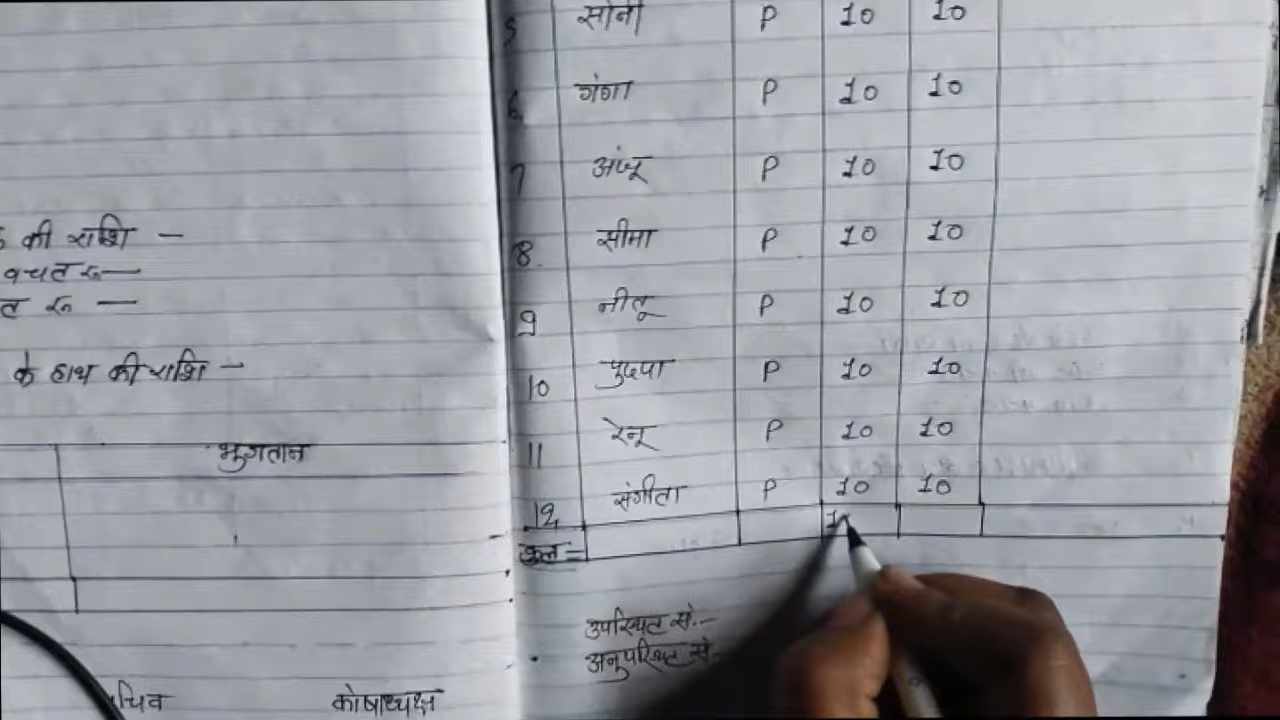 की राशि -
बचत रु -
त रु -
के हाथ की राशि -
भुगतान
चिव कोषाध्यक्ष
5 सोनी P 10 10
6. गंगा P 10 10
7 अंजू P 10 10
8. सीमा P 10 10
9 नीतू P 10 10
10 पुष्पा P 10 10
11 रेनू P 10 10
12 संगीता P 10 10
कुल = 1
उपस्थित सं.-
अनुपस्थित सं.